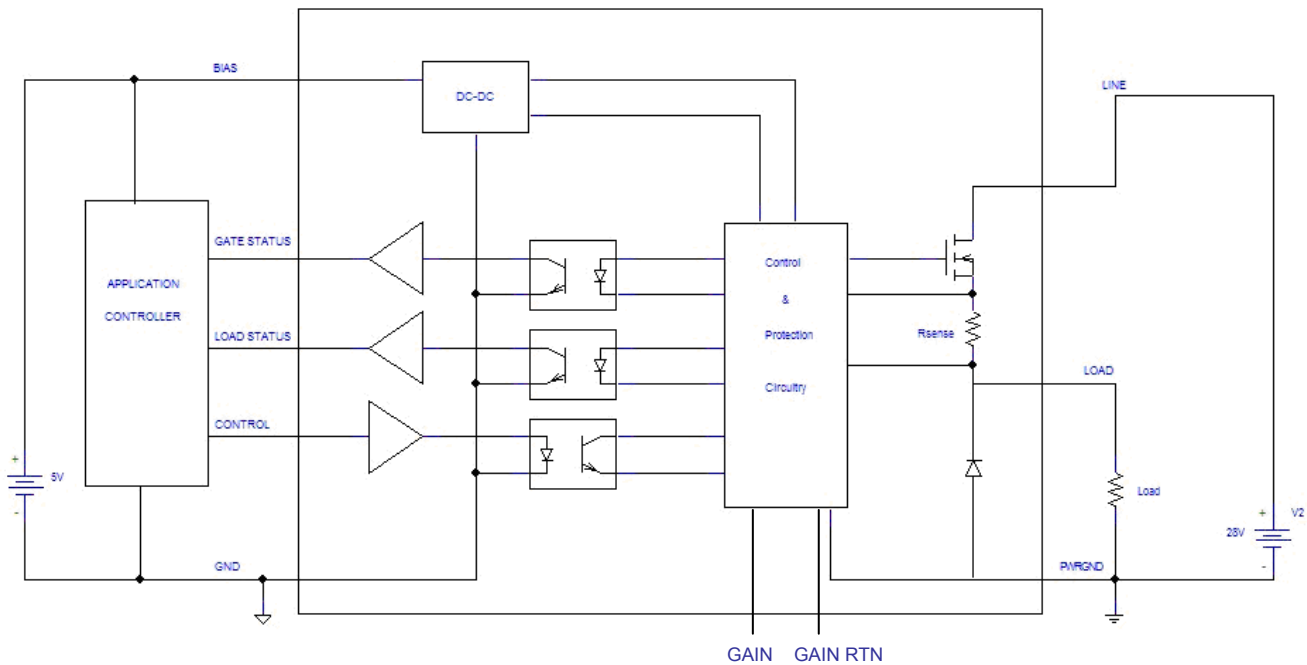 BIAS
DC-DC
LINE
GATE STATUS
APPLICATION
CONTROLLER
LOAD STATUS
CONTROL
Control
&
Protection
Circuitry
Rsense
LOAD
+
5V
-
Load
+
V2
28V
-
GND
PWRGND
GAIN
GAIN RTN